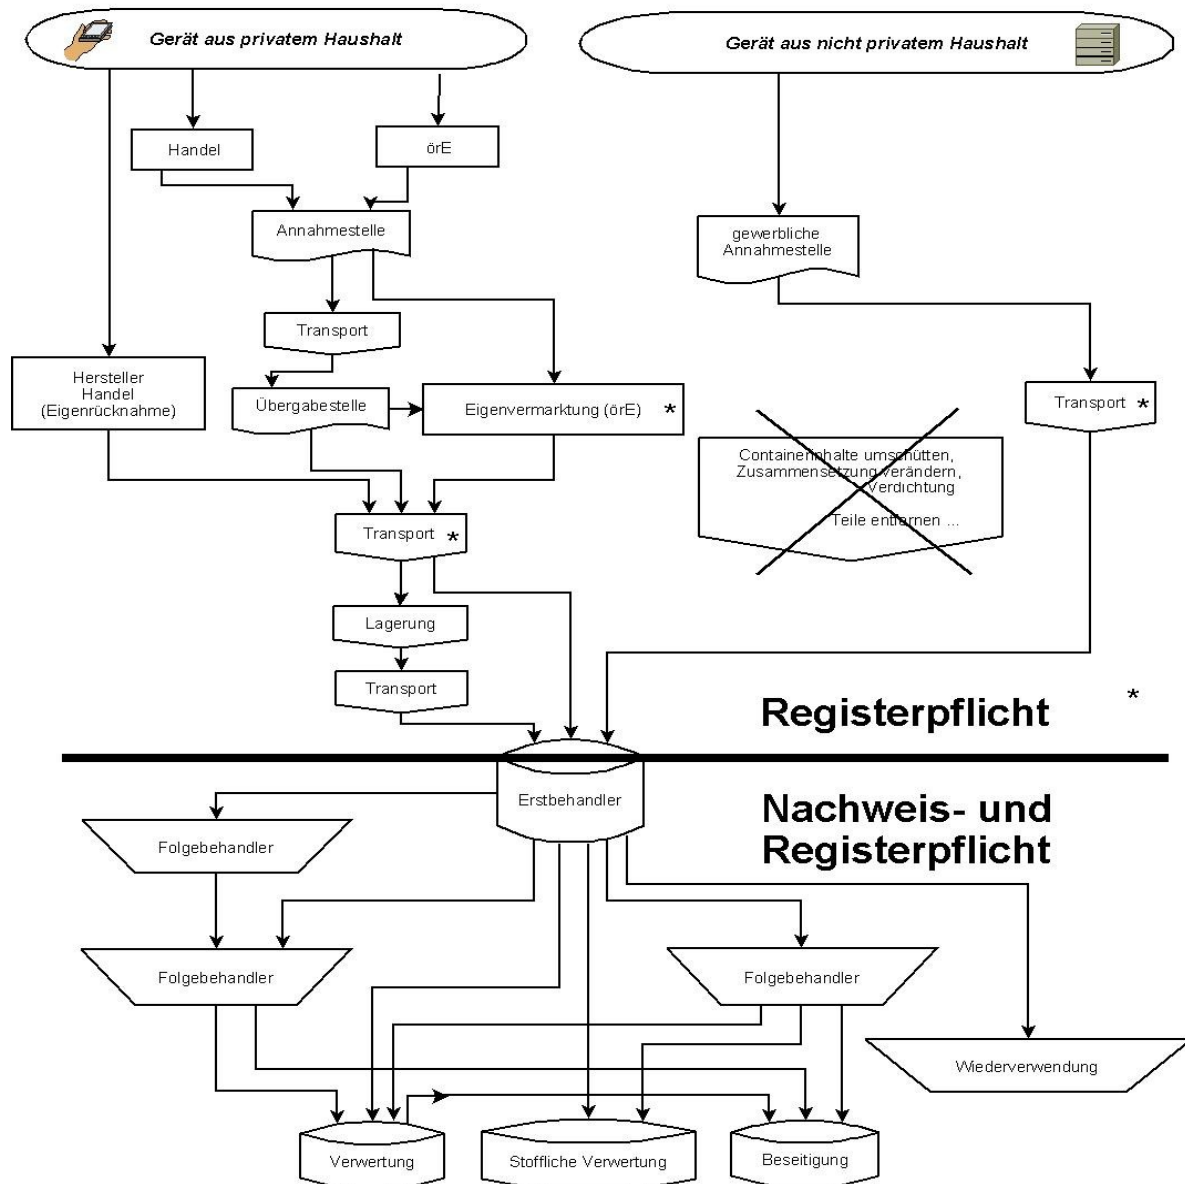 Gerät aus privatem Haushalt
Gerät aus nicht privatem Haushalt
Handel
örE
Annahmestelle
gewerbliche
Annahmestelle
Transport
Hersteller
Handel
(Eigenrücknahme)
Übergabestelle
Eigenvermarktung (örE) *
Transport *
Containerinhalte umschütten,
Zusammensetzung verändern,
Verdichtung
Teile entfernen ...
Transport *
Lagerung
Transport
Registerpflicht *
Erstbehandler
Nachweis- und
Registerpflicht
Folgebehandler
Folgebehandler
Folgebehandler
Wiederverwendung
Verwertung
Stoffliche Verwertung
Beseitigung